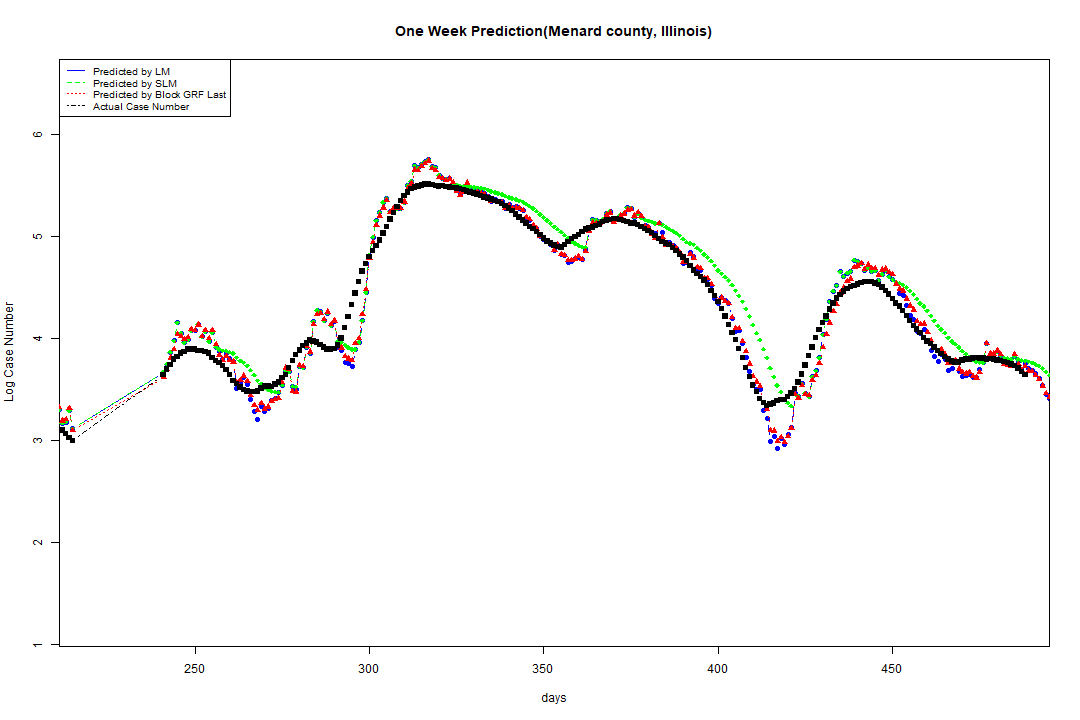 One Week Prediction(Menard county, Illinois)
Predicted by LM
Predicted by SLM
Predicted by Block GRF Last
Actual Case Number
6
5
4
3
2
1
Log Case Number
250 300 350 400 450
days